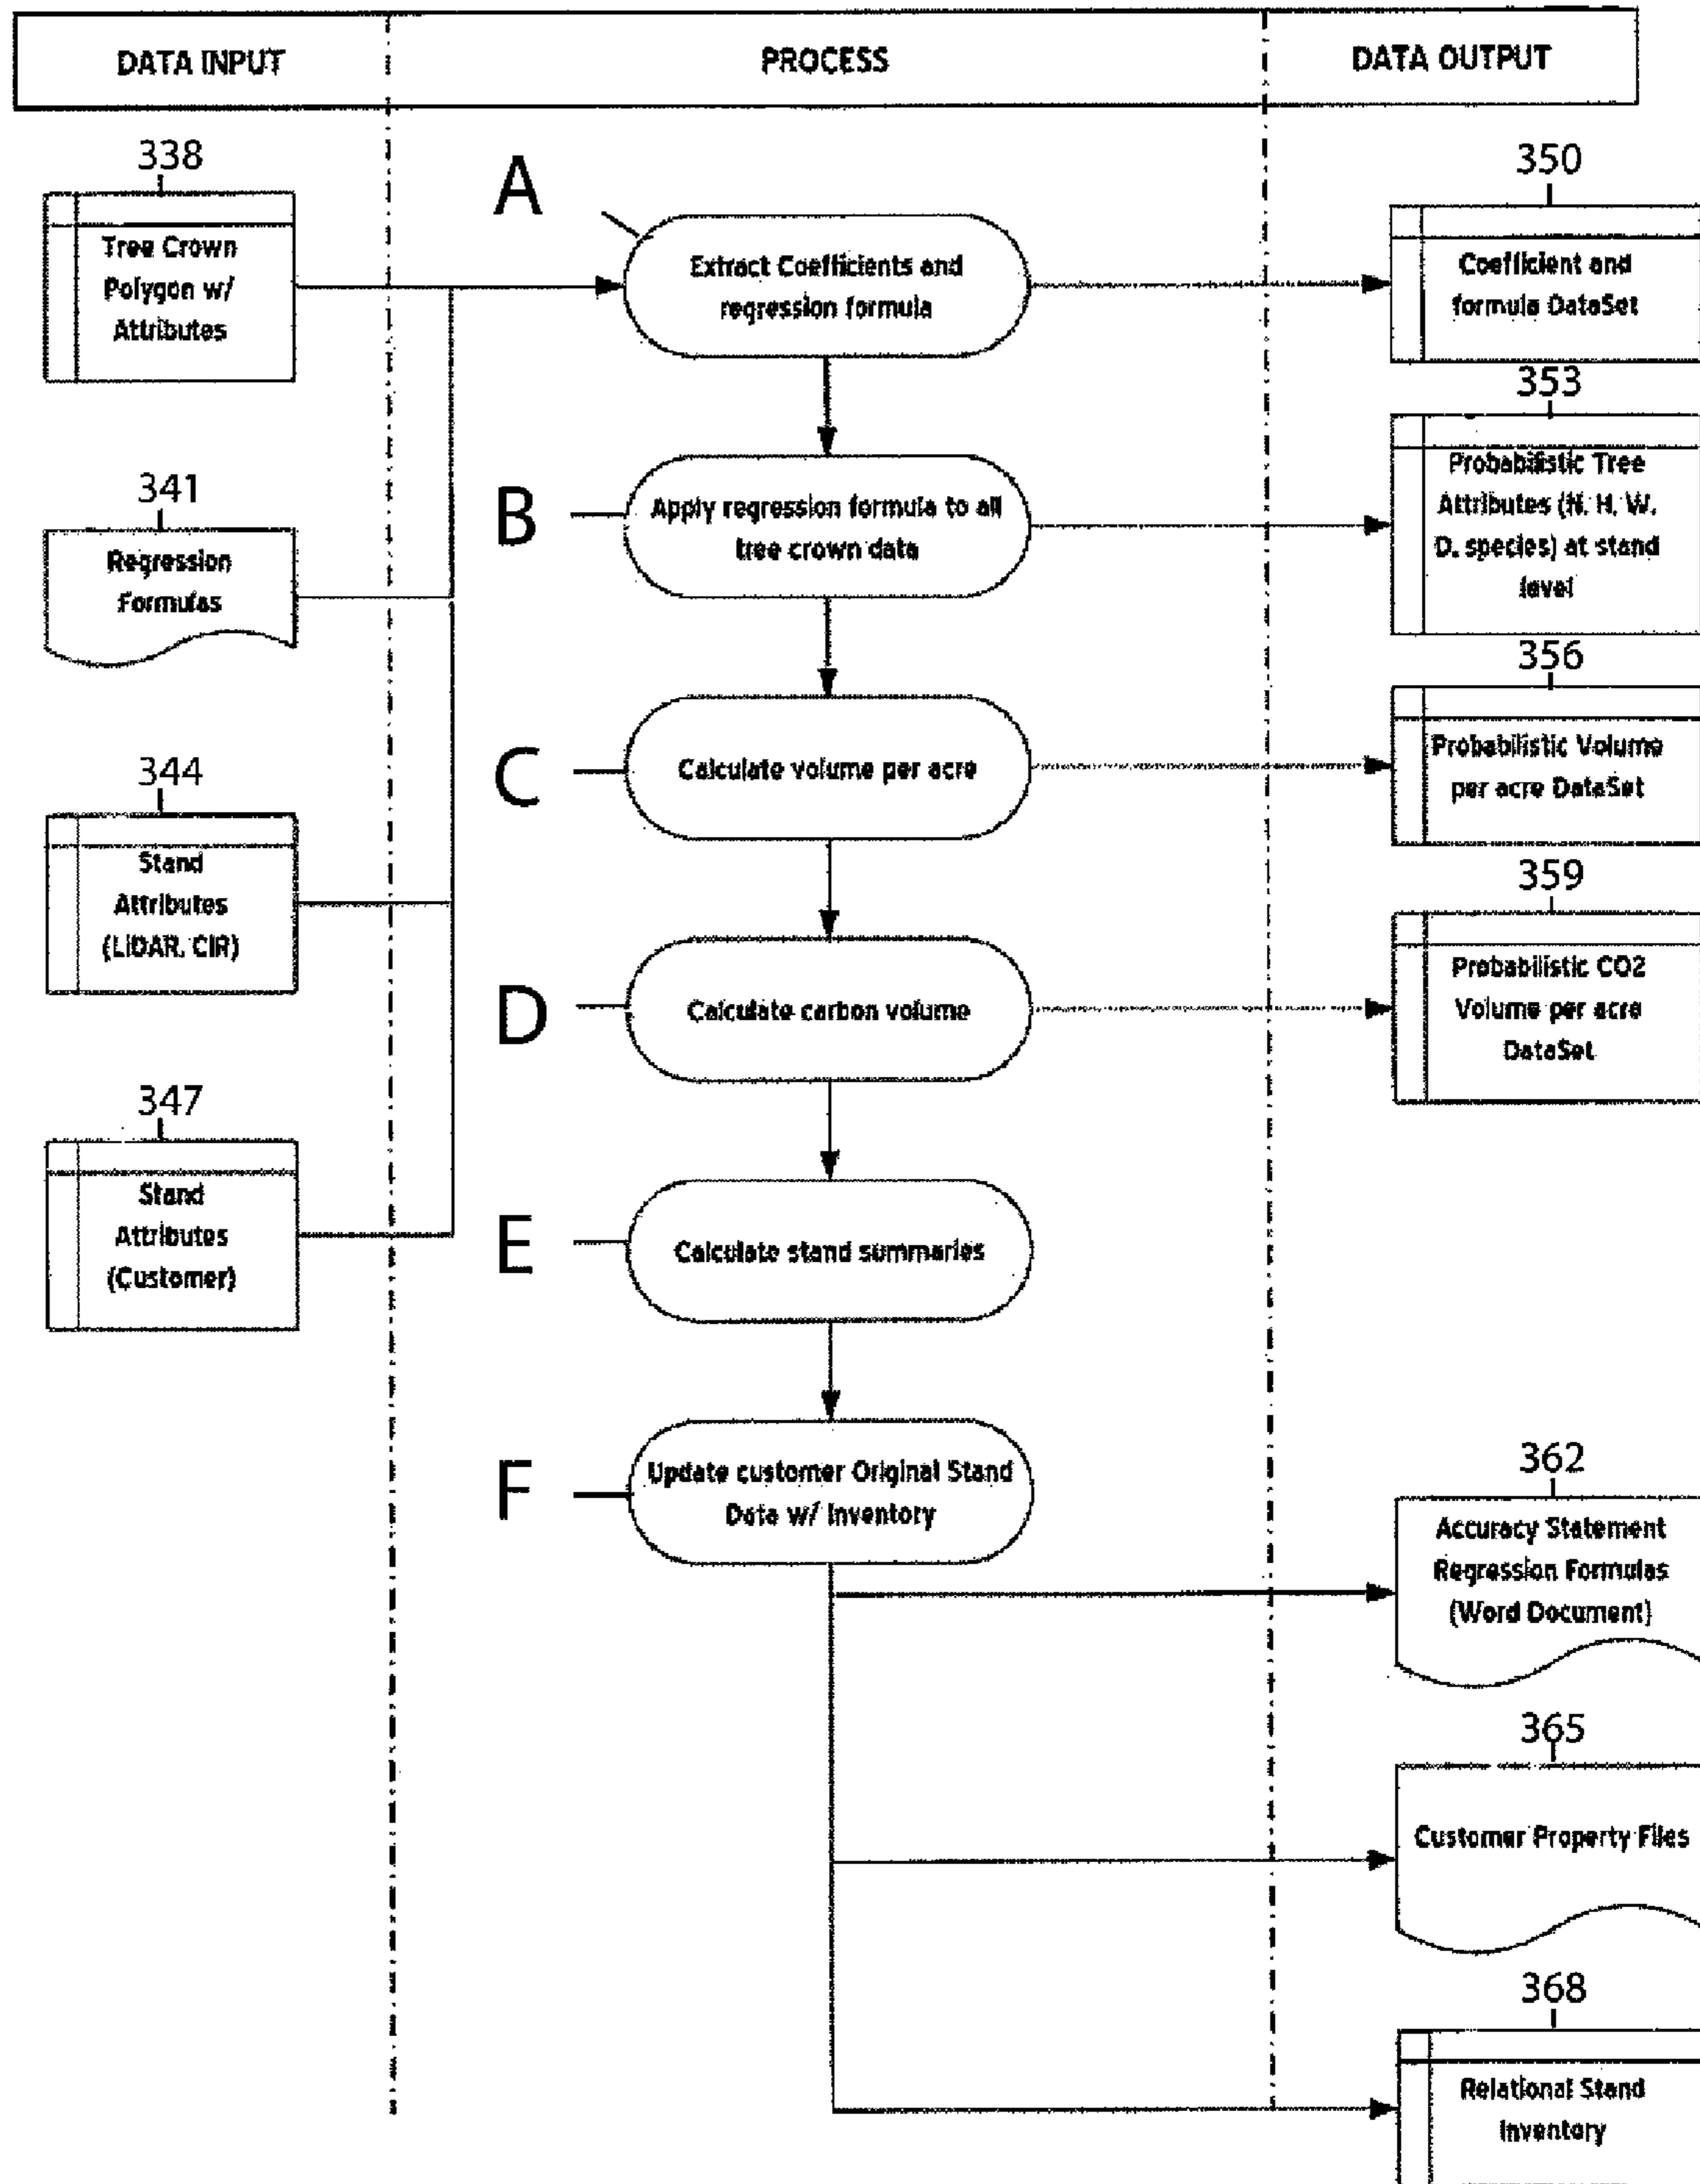 DATA INPUT
PROCESS
DATA OUTPUT
338
Tree Crown
Polygon w/
Attributes
341
Regression
Formulas
344
Stand
Attributes
(LiDAR, CIR)
347
Stand
Attributes
(Customer)
A
Extract Coefficients and
regression formula
B
Apply regression formula to all
tree crown data
C
Calculate volume per acre
D
Calculate carbon volume
E
Calculate stand summaries
F
Update customer Original Stand
Data w/ Inventory
350
Coefficient and
formula DataSet
353
Probabilistic Tree
Attributes (N, H, W,
D, species) at stand
level
356
Probabilistic Volume
per acre DataSet
359
Probabilistic CO2
Volume per acre
DataSet
362
Accuracy Statement
Regression Formulas
(Word Document)
365
Customer Property Files
368
Relational Stand
Inventory